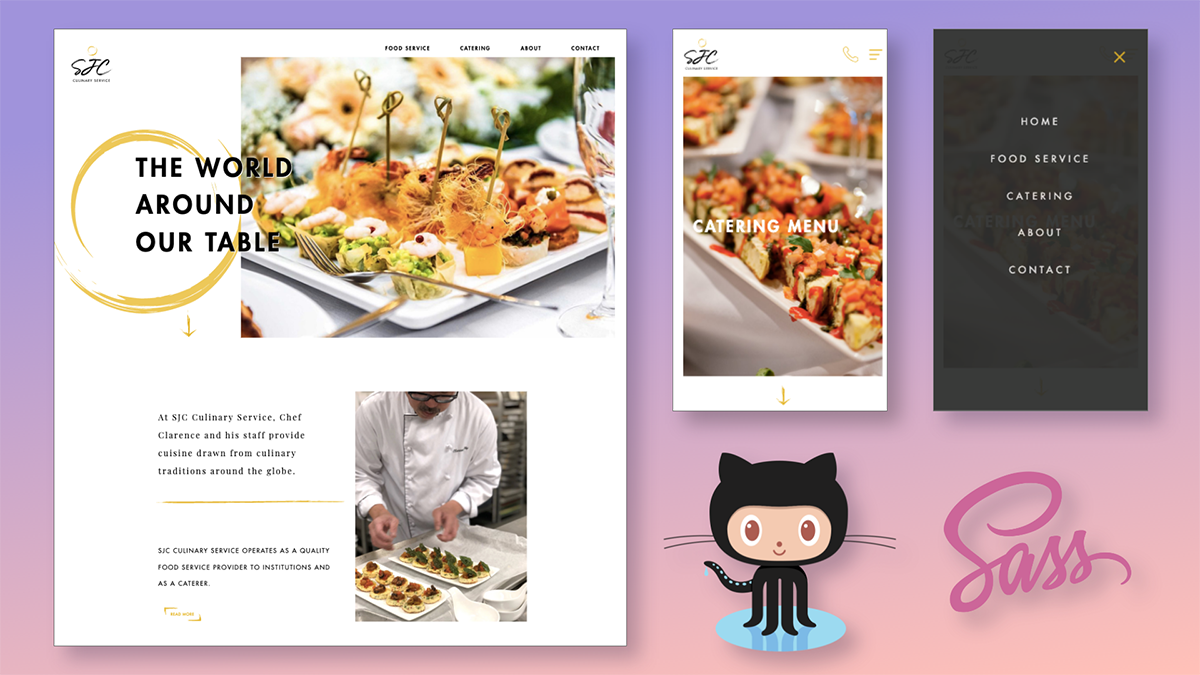 SJC
CULINARY SERVICE
FOOD SERVICE CATERING ABOUT CONTACT
THE WORLD
AROUND
OUR TABLE
At SJC Culinary Service, Chef
Clarence and his staff provide
cuisine drawn from culinary
traditions around the globe.
SJC CULINARY SERVICE OPERATES AS A QUALITY
FOOD SERVICE PROVIDER TO INSTITUTIONS AND
AS A CATERER.
READ MORE
SJC
CULINARY SERVICE
CATERING MENU
SJC
HOME
FOOD SERVICE
CATERING
CATERING MENU
ABOUT
CONTACT
Sass